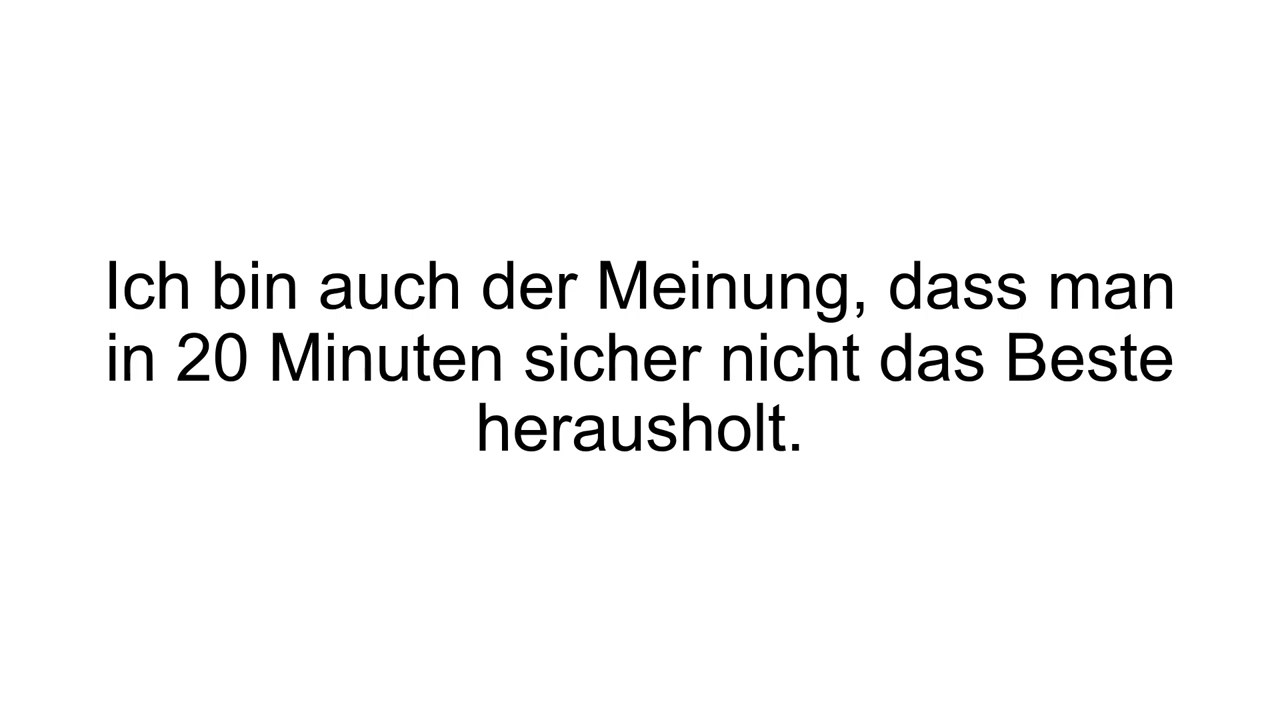 Ich bin auch der Meinung, dass man
in 20 Minuten sicher nicht das Beste
herausholt.